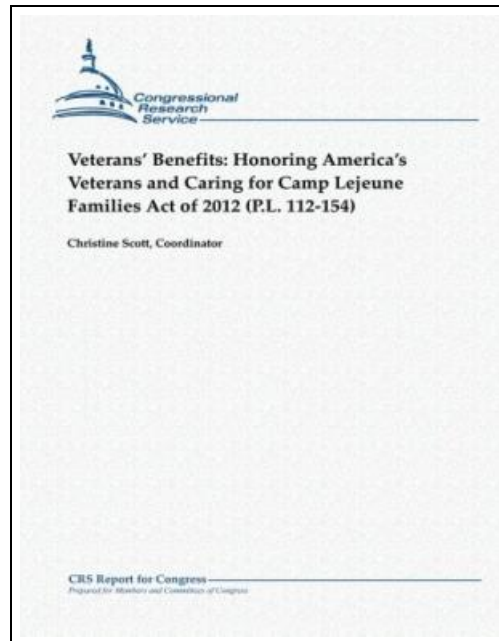 Congressional
Research
Service
Veterans' Benefits: Honoring America's
Veterans and Caring for Camp Lejeune
Families Act of 2012 (P.L. 112-154)
Christine Scott, Coordinator
CRS Report for Congress
Prepared for Members and Committees of Congress